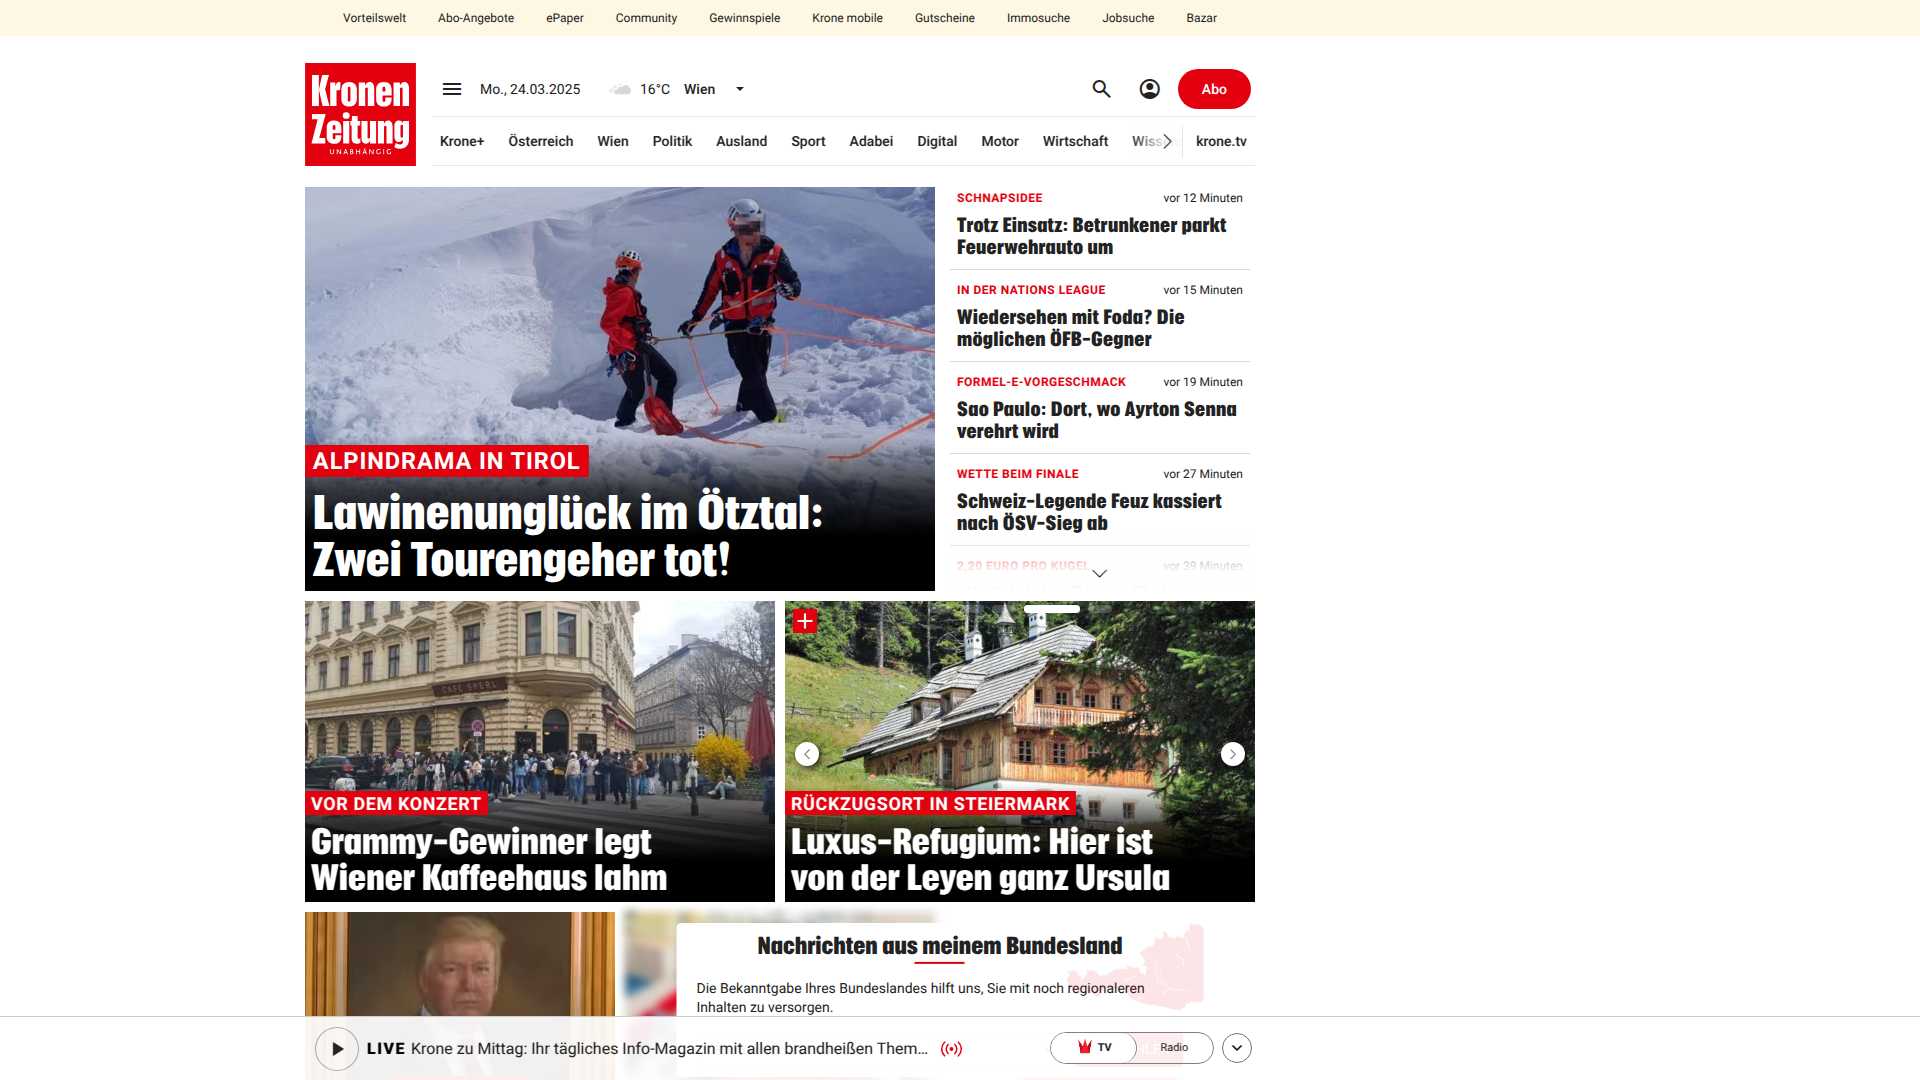 Vorteilswelt Abo-Angebote ePaper Community Gewinnspiele Krone mobile Gutscheine Immosuche Jobsuche Bazar
Kronen
Zeitung
UNABHÄNGIG
Mo., 24.03.2025 16°C Wien Abo
Krone+ Österreich Wien Politik Ausland Sport Adabei Digital Motor Wirtschaft Wiss krone.tv
ALPINDRAMA IN TIROL
Lawinenunglück im Ötztal:
Zwei Tourengeher tot!
SCHNAPSIDEE vor 12 Minuten
Trotz Einsatz: Betrunkener parkt
Feuerwehrauto um
IN DER NATIONS LEAGUE vor 15 Minuten
Wiedersehen mit Foda? Die
möglichen ÖFB-Gegner
FORMEL-E-VORGESCHMACK vor 19 Minuten
Sao Paulo: Dort, wo Ayrton Senna
verehrt wird
WETTE BEIM FINALE vor 27 Minuten
Schweiz-Legende Feuz kassiert
nach ÖSV-Sieg ab
2,20 EURO PRO KUGEL vor 39 Minuten
CAFE SPERL
VOR DEM KONZERT
Grammy-Gewinner legt
Wiener Kaffeehaus lahm
RÜCKZUGSORT IN STEIERMARK
Luxus-Refugium: Hier ist
von der Leyen ganz Ursula
Nachrichten aus meinem Bundesland
Die Bekanntgabe Ihres Bundeslandes hilft uns, Sie mit noch regionaleren
Inhalten zu versorgen.
LIVE Krone zu Mittag: Ihr tägliches Info-Magazin mit allen brandheißen Them... TV Radio